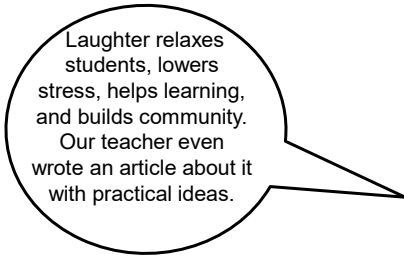 Laughter relaxes
students, lowers
stress, helps learning,
and builds community.
Our teacher even
wrote an article about it
with practical ideas.